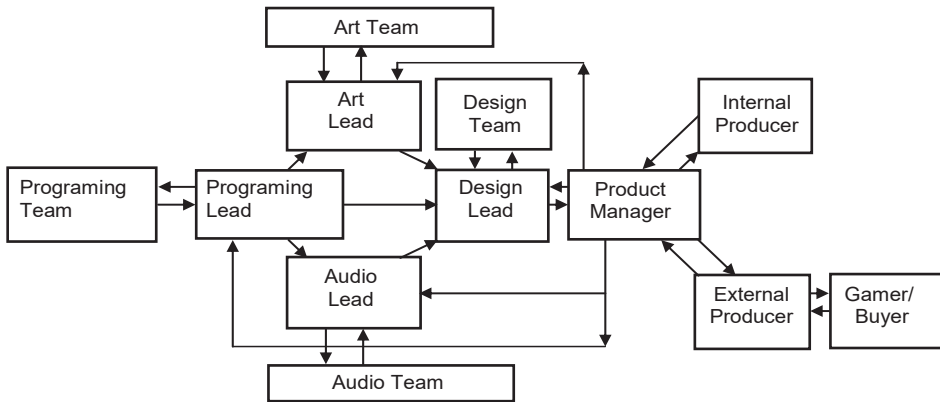 Art Team
Art
Lead
Design
Team
Internal
Producer
Programing
Team
Programing
Lead
Design
Lead
Product
Manager
Audio
Lead
External
Producer
Gamer/
Buyer
Audio Team